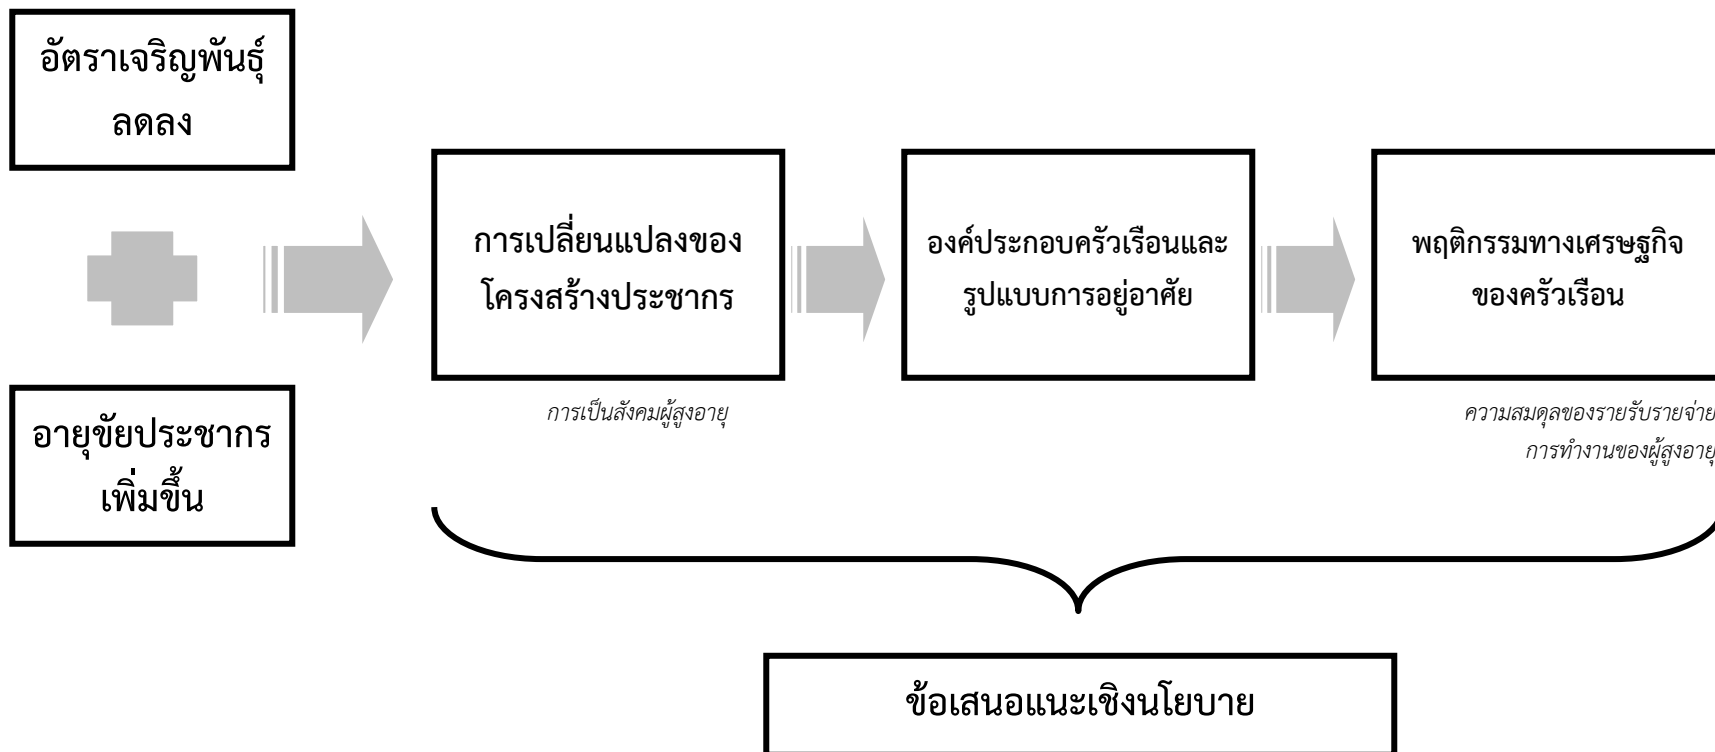 อัตราเจริญพันธุ์
ลดลง
อายุขัยประชากร
เพิ่มขึ้น
การเปลี่ยนแปลงของ
โครงสร้างประชากร
การเป็นสังคมผู้สูงอายุ
องค์ประกอบครัวเรือนและ
รูปแบบการอยู่อาศัย
พฤติกรรมทางเศรษฐกิจ
ของครัวเรือน
ความสมดุลของรายรับรายจ่าย
การทำงานของผู้สูงอายุ
ข้อเสนอแนะเชิงนโยบาย